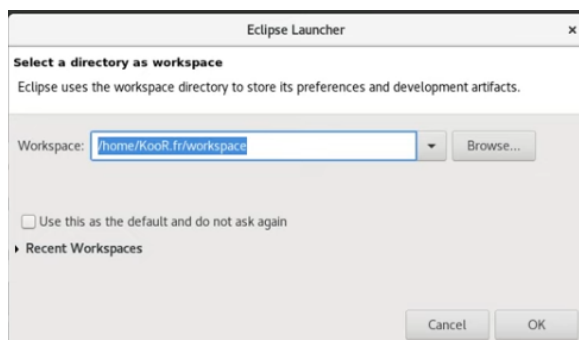 Eclipse Launcher
Select a directory as workspace
Eclipse uses the workspace directory to store its preferences and development artifacts.
Workspace: /home/KooR.fr/workspace Browse...
Use this as the default and do not ask again
Recent Workspaces
Cancel OK